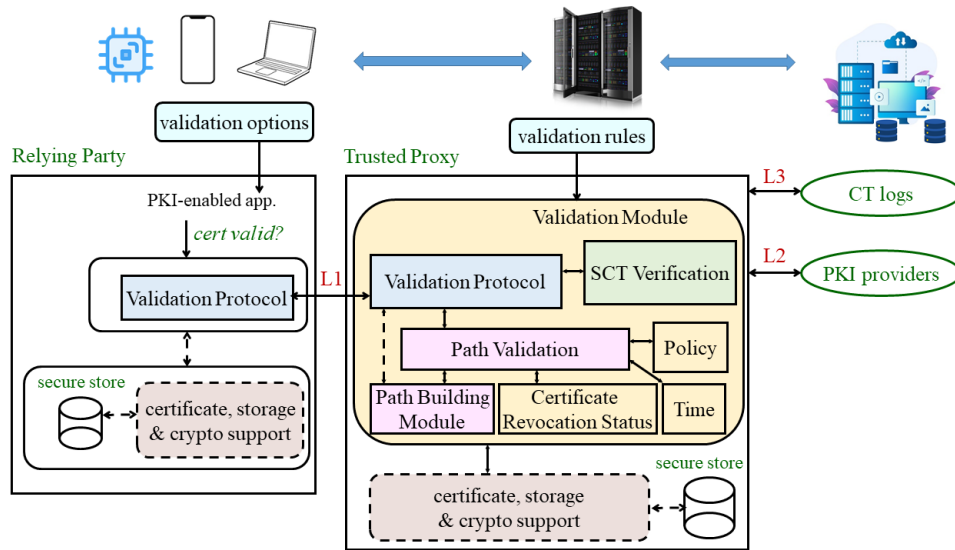 validation options
validation rules
Relying Party
Trusted Proxy
PKI-enabled app.
cert valid?
Validation Protocol
secure store
certificate, storage
& crypto support
L1
Validation Module
Validation Protocol
SCT Verification
Path Validation
Policy
Path Building
Module
Certificate
Revocation Status
Time
certificate, storage
& crypto support
secure store
L3
CT logs
L2
PKI providers